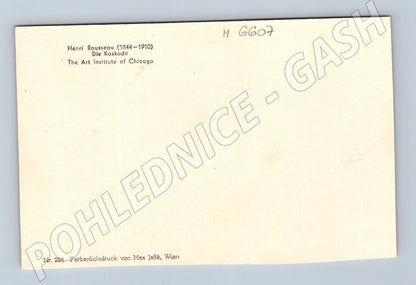 H 6607
Henri Rousseau (1844—1910)
Die Kaskade
The Art Institute of Chicago
POHLEDNICE - GASH
Nr. 226. Farbenlichtdruck von Max Jaffé, Wien